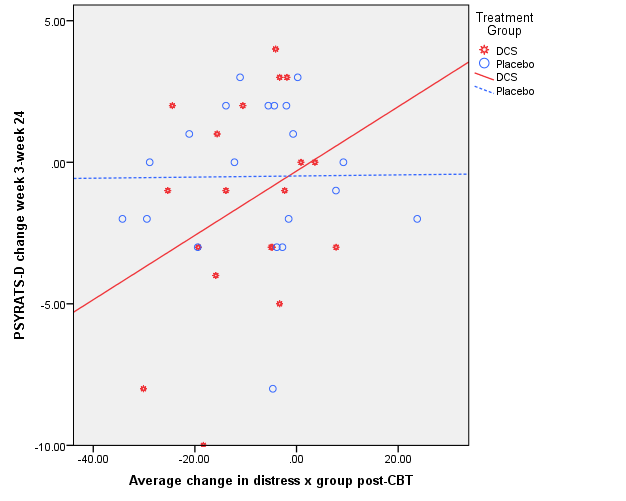 Treatment
Group
DCS
Placebo
DCS
Placebo
PSYRATS-D change week 3-week 24
5.00
.00
-5.00
-10.00
-40.00
-20.00
.00
20.00
Average change in distress x group post-CBT